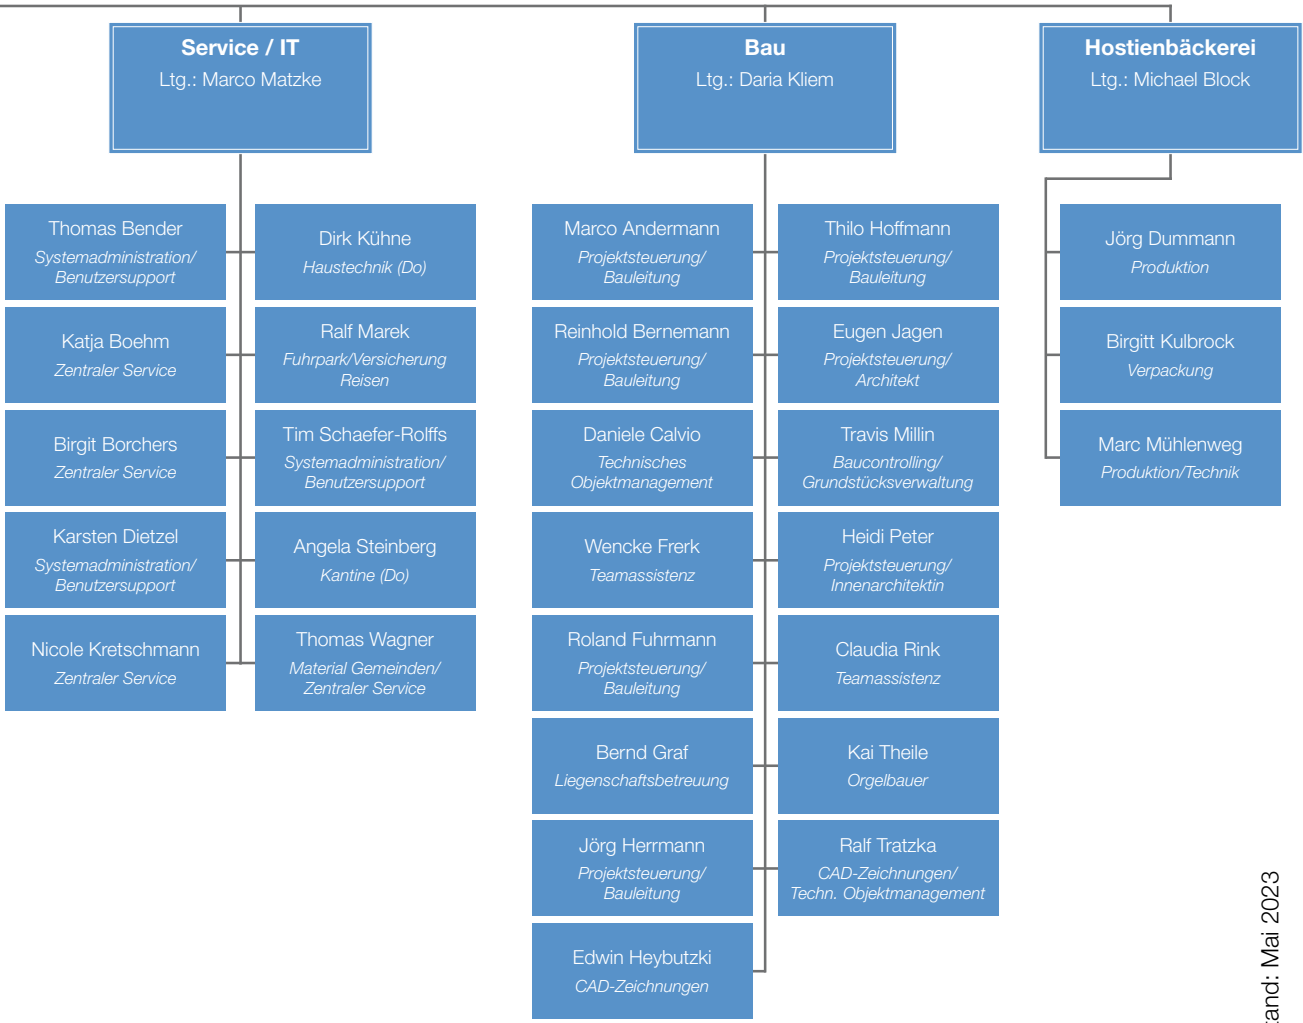 Service / IT
Ltg.: Marco Matzke
Thomas Bender
Systemadministration/
Benutzersupport
Katja Boehm
Zentraler Service
Birgit Borchers
Zentraler Service
Karsten Dietzel
Systemadministration/
Benutzersupport
Nicole Kretschmann
Zentraler Service
Dirk Kühne
Haustechnik (Do)
Ralf Marek
Fuhrpark/Versicherung
Reisen
Tim Schaefer-Rolffs
Systemadministration/
Benutzersupport
Angela Steinberg
Kantine (Do)
Thomas Wagner
Material Gemeinden/
Zentraler Service
Bau
Ltg.: Daria Kliem
Marco Andermann
Projektsteuerung/
Bauleitung
Reinhold Bernemann
Projektsteuerung/
Bauleitung
Daniele Calvio
Technisches
Objektmanagement
Wencke Frerk
Teamassistenz
Roland Fuhrmann
Projektsteuerung/
Bauleitung
Bernd Graf
Liegenschaftsbetreuung
Jörg Herrmann
Projektsteuerung/
Bauleitung
Edwin Heybutzki
CAD-Zeichnungen
Thilo Hoffmann
Projektsteuerung/
Bauleitung
Eugen Jagen
Projektsteuerung/
Architekt
Travis Millin
Baucontrolling/
Grundstücksverwaltung
Heidi Peter
Projektsteuerung/
Innenarchitektin
Claudia Rink
Teamassistenz
Kai Theile
Orgelbauer
Ralf Tratzka
CAD-Zeichnungen/
Techn. Objektmanagement
Hostienbäckerei
Ltg.: Michael Block
Jörg Dummann
Produktion
Birgitt Kulbrock
Verpackung
Marc Mühlenweg
Produktion/Technik
tand: Mai 2023